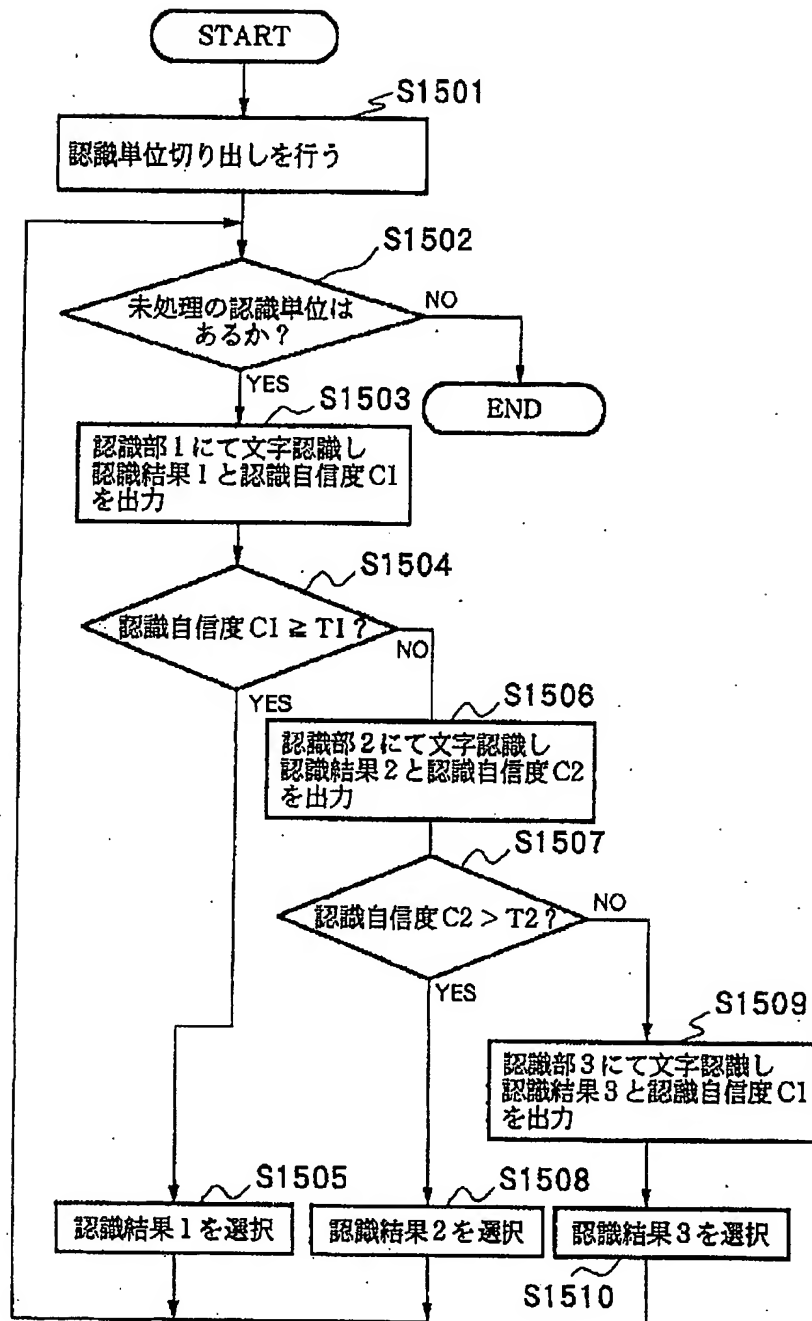 START
S1501
認識単位切り出しを行う
S1502
未処理の認識単位は
あるか？
NO
YES
END
S1503
認識部1にて文字認識し
認識結果1と認識自信度C1
を出力
S1504
認識自信度C1≧T1？
NO
YES
S1506
認識部2にて文字認識し
認識結果2と認識自信度C2
を出力
S1507
認識自信度C2>T2？
NO
YES
S1509
認識部3にて文字認識し
認識結果3と認識自信度C1
を出力
S1505
認識結果1を選択
S1508
認識結果2を選択
認識結果3を選択
S1510